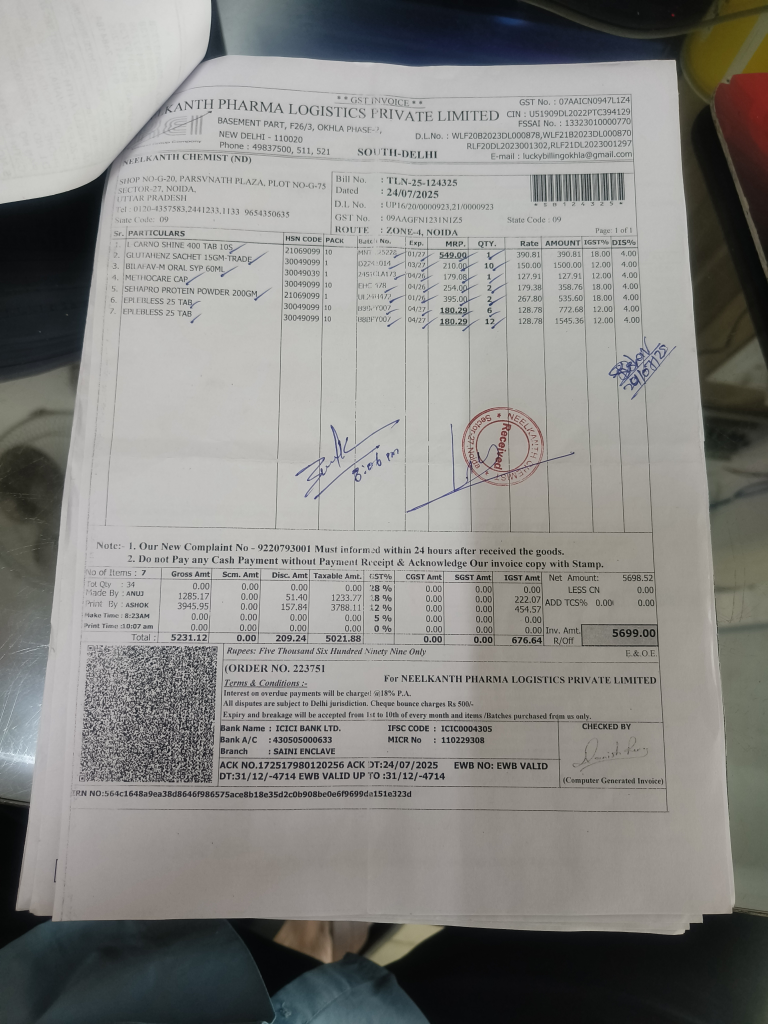 ** GST INVOICE **
KANTH PHARMA LOGISTICS PRIVATE LIMITED
BASEMENT PART, F26/3, OKHLA PHASE-
NEW DELHI - 110020
Phone : 49837500, 511, 521
SOUTH-DELHI
GST No. : 07AAICN0947L1Z4
CIN : U51909DL2022PTC394129
FSSAI No. : 13323010000770
D.L.No. : WLF20B2023DL000878,WLF21B2023DL000870
RLF20DL2023001302,RLF21DL2023001297
E-mail : luckybillingokhla@gmail.com
NEELKANTH CHEMIST (ND)
SHOP NO-G-20, PARSVNATH PLAZA, PLOT NO-G-75
SECTOR-27, NOIDA,
UTTAR PRADESH
Tel : 0120-4357583,2441233,1133 9654350635
State Code: 09
Bill No. : TLN-25-124325
Dated : 24/07/2025
D.L No. : UP16/20/0000923,21/0000923
GST No. : 09AAGFN1231N1Z5 State Code : 09
ROUTE : ZONE-4, NOIDA
Page: 1 of 1
Sr. PARTICULARS HSN CODE PACK Batch No. Exp. MRP. QTY. Rate AMOUNT IGST% DIS%
1. L CARNO SHINE 400 TAB 10S 21069099 10 01/27 549.00 1 390.81 390.81 18.00 4.00
2. GLUTAHENZ SACHET 15GM-TRADE 30049099 1 03/27 210.00 10 150.00 1500.00 12.00 4.00
3. BILAFAV-M ORAL SYP 60ML 30049039 1 04/26 179.08 1 127.91 127.91 12.00 4.00
4. METHOCARE CAP 30049099 10 254.00 2 179.38 358.76 18.00 4.00
5. SEHAPRO PROTEIN POWDER 200GM 21069099 1 01/26 395.00 2 267.80 535.60 18.00 4.00
6. EPLEBLESS 25 TAB 30049099 10 04/27 180.29 6 128.78 772.68 12.00 4.00
7. EPLEBLESS 25 TAB 30049099 10 04/27 180.29 12 128.78 1545.36 12.00 4.00
8:06 PM
NEELKANTH CHEMIST
Received
Sector-27
Note:- 1. Our New Complaint No - 9220793001 Must informed within 24 hours after received the goods.
2. Do not Pay any Cash Payment without Payment Receipt & Acknowledge Our invoice copy with Stamp.
No of Items : 7
Tot Qty : 34
Made By : ANUJ
Print By : ASHOK
Make Time : 8:23AM
Print Time :10:07 am
Gross Amt Scm. Amt Disc. Amt Taxable Amt. GST% CGST Amt SGST Amt IGST Amt
0.00 0.00 0.00 0.00 28 % 0.00 0.00 0.00
1285.17 0.00 51.40 1233.77 18 % 0.00 0.00 222.07
3945.95 0.00 157.84 3788.11 12 % 0.00 0.00 454.57
0.00 0.00 0.00 0.00 5 % 0.00 0.00 0.00
0.00 0.00 0.00 0.00 0 % 0.00 0.00 0.00
Total : 5231.12 0.00 209.24 5021.88 0.00 0.00 676.64
Net Amount: 5698.52
LESS CN 0.00
ADD TCS% 0.00 0.00
Inv. Amt. 5699.00
R/Off
Rupees: Five Thousand Six Hundred Ninety Nine Only
E.& O.E.
(ORDER NO. 223751
Terms & Conditions :-
For NEELKANTH PHARMA LOGISTICS PRIVATE LIMITED
Interest on overdue payments will be charged @18% P.A.
All disputes are subject to Delhi jurisdiction. Cheque bounce charges Rs 500/-
Expiry and breakage will be accepted from 1st to 10th of every month and items /Batches purchased from us only.
Bank Name : ICICI BANK LTD. IFSC CODE : ICIC0004305
Bank A/C : 430505000633 MICR No : 110229308
Branch : SAINI ENCLAVE
CHECKED BY
ACK NO.172517980120256 ACK DT:24/07/2025 EWB NO: EWB VALID
DT:31/12/-4714 EWB VALID UP TO :31/12/-4714
(Computer Generated Invoice)
IRN NO:564c1648a9ea38d8646f986575ace8b18e35d2c0b908be0e6f9699da151e323d